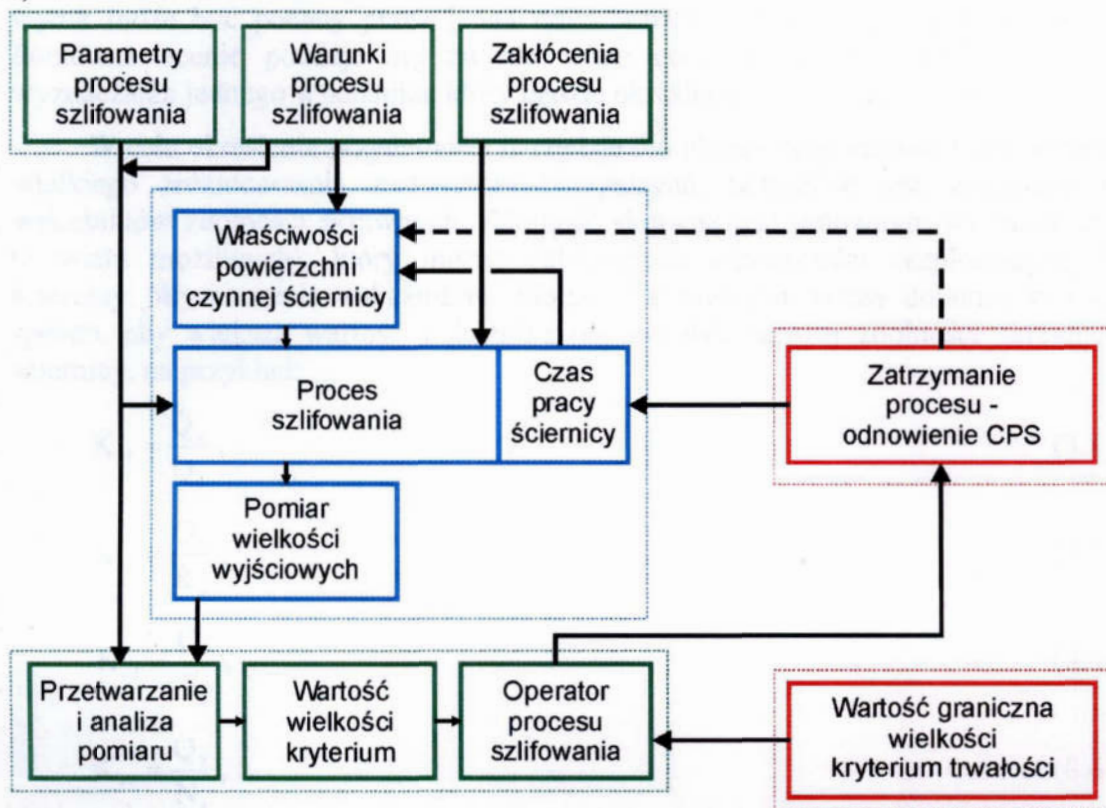 Parametry
procesu
szlifowania
Warunki
procesu
szlifowania
Zakłócenia
procesu
szlifowania
Właściwości
powierzchni
czynnej ściernicy
Proces
szlifowania
Czas
pracy
ściernicy
Zatrzymanie
procesu -
odnowienie CPS
Pomiar
wielkości
wyjściowych
Przetwarzanie
i analiza
pomiaru
Wartość
wielkości
kryterium
Operator
procesu
szlifowania
Wartość graniczna
wielkości
kryterium trwałości